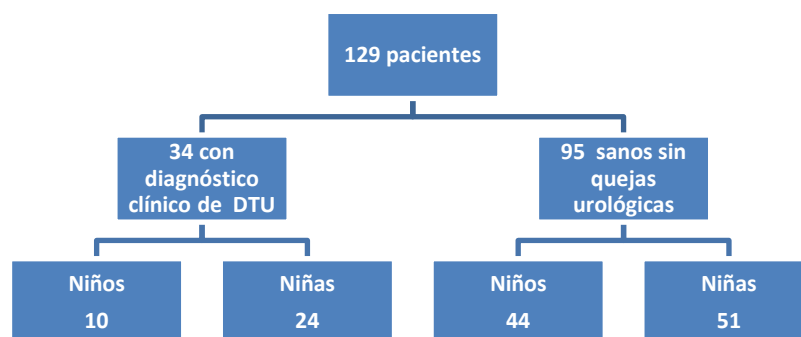 129 pacientes
34 con
diagnóstico
clínico de DTU
95 sanos sin
quejas
urológicas
Niños
10
Niñas
24
Niños
44
Niñas
51